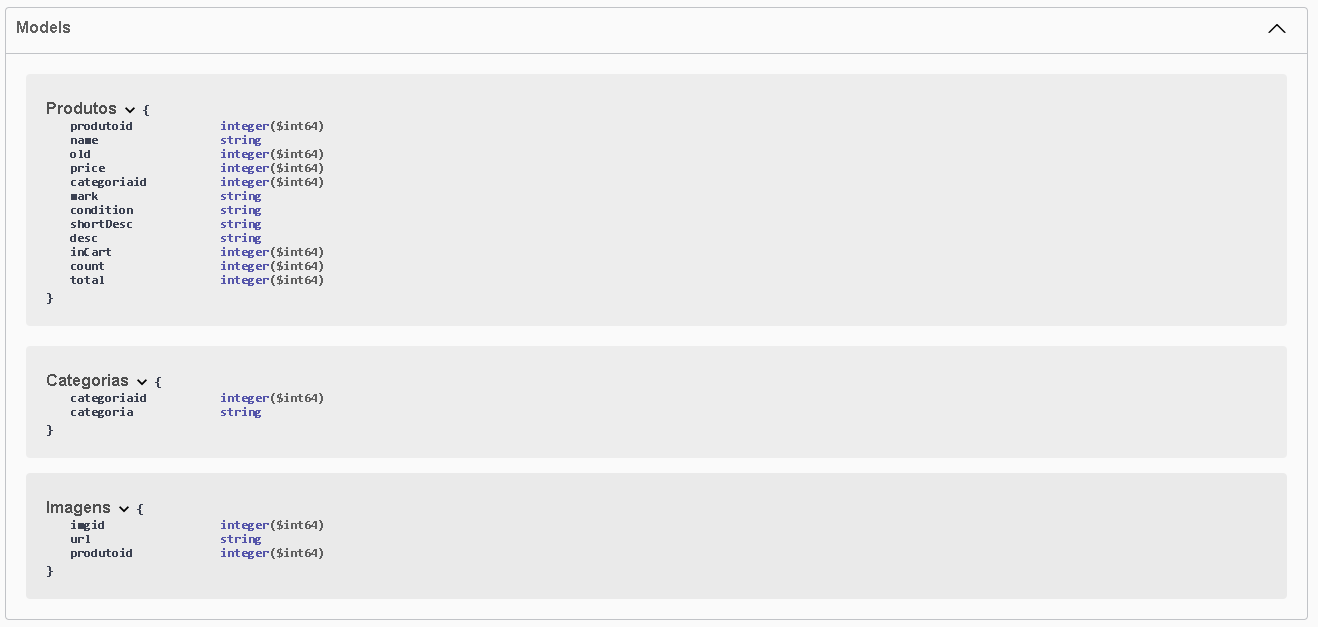 Models
Produtos {
produtoid integer($int64)
name string
old integer($int64)
price integer($int64)
categoriaid integer($int64)
mark string
condition string
shortDesc string
desc string
inCart integer($int64)
count integer($int64)
total integer($int64)
}
Categorias {
categoriaid integer($int64)
categoria string
}
Imagens {
imgid integer($int64)
url string
produtoid integer($int64)
}